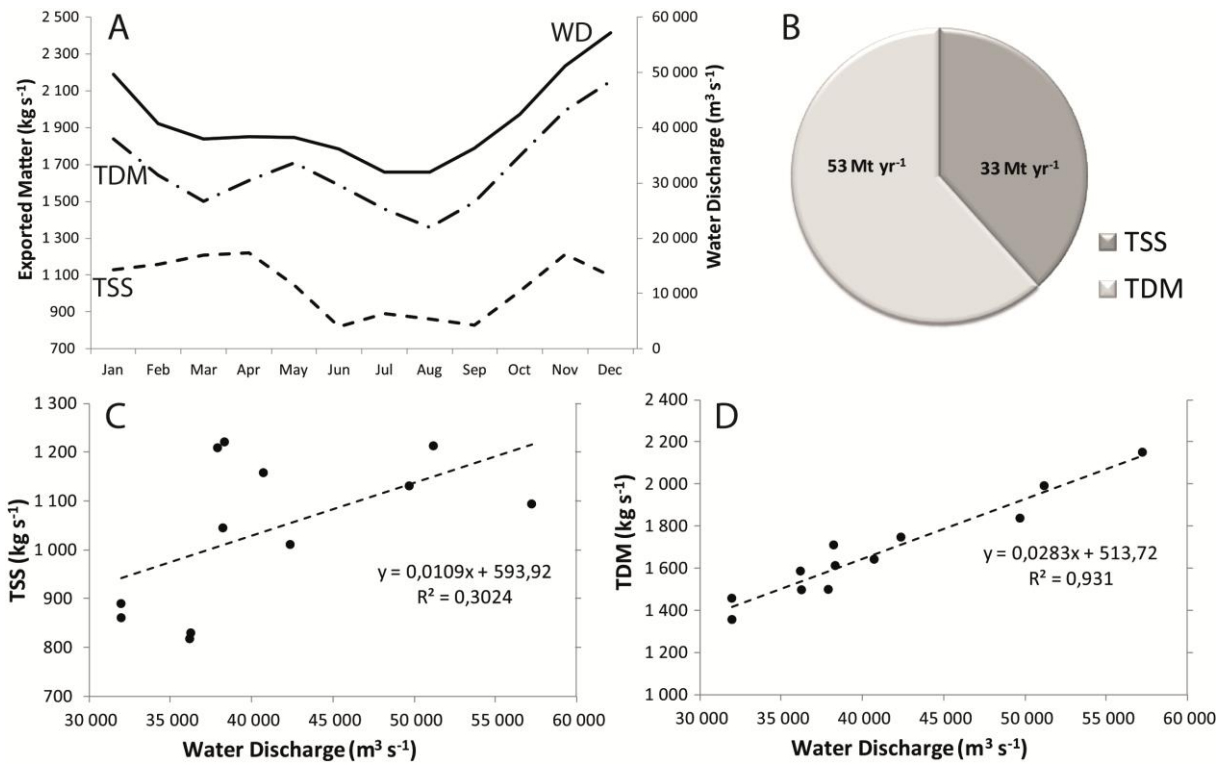 A
WD
TDM
TSS
Exported Matter (kg s⁻¹)
2 500
2 300
2 100
1 900
1 700
1 500
1 300
1 100
900
700
60 000
50 000
40 000
30 000
20 000
10 000
0
Water Discharge (m³ s⁻¹)
Jan Feb Mar Apr May Jun Jul Aug Sep Oct Nov Dec
B
53 Mt yr⁻¹
33 Mt yr⁻¹
TSS
TDM
C
TSS (kg s⁻¹)
1 300
1 200
1 100
1 000
900
800
700
y = 0,0109x + 593,92
R² = 0,3024
30 000 35 000 40 000 45 000 50 000 55 000 60 000
Water Discharge (m³ s⁻¹)
D
TDM (kg s⁻¹)
2 400
2 200
2 000
1 800
1 600
1 400
1 200
1 000
y = 0,0283x + 513,72
R² = 0,931
30 000 35 000 40 000 45 000 50 000 55 000 60 000
Water Discharge (m³ s⁻¹)